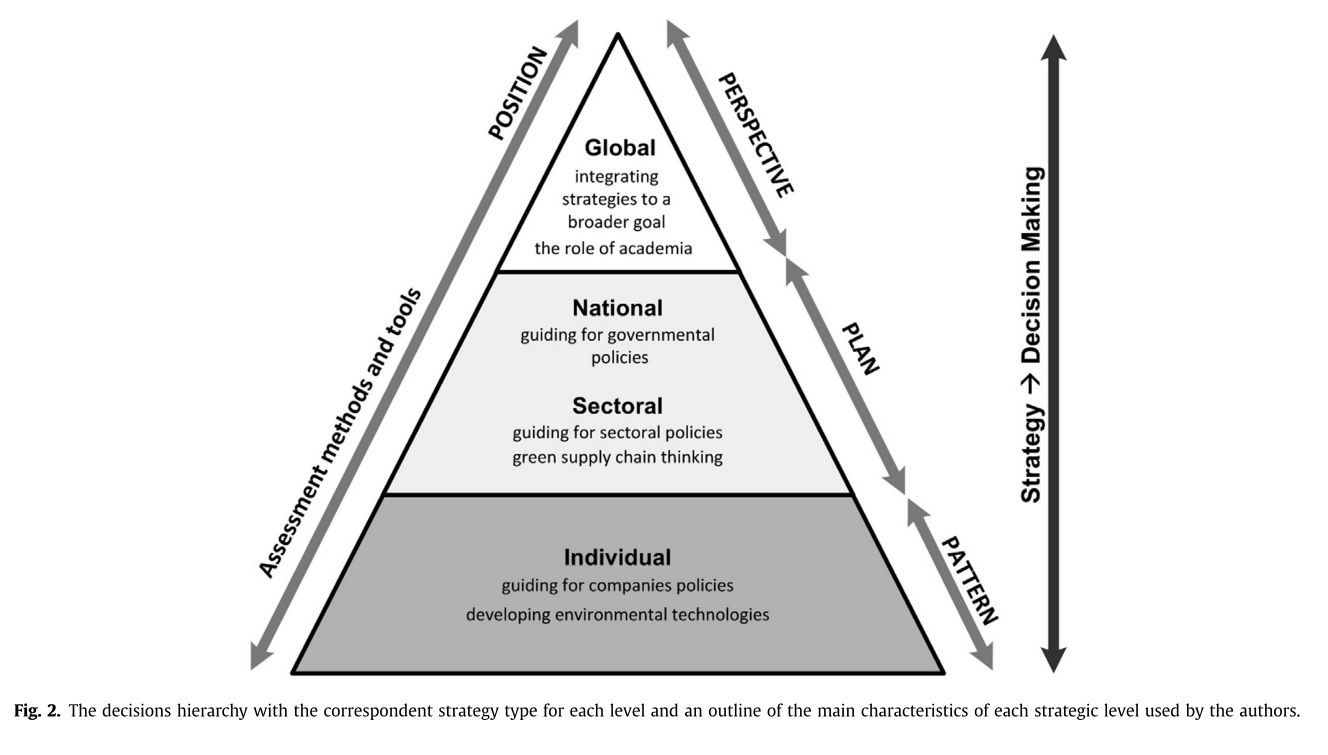 POSITION
Assessment methods and tools
Global
integrating
strategies to a
broader goal
the role of academia
National
guiding for governmental
policies
Sectoral
guiding for sectoral policies
green supply chain thinking
Individual
guiding for companies policies
developing environmental technologies
PERSPECTIVE
PLAN
PATTERN
Strategy → Decision Making
Fig. 2. The decisions hierarchy with the correspondent strategy type for each level and an outline of the main characteristics of each strategic level used by the authors.